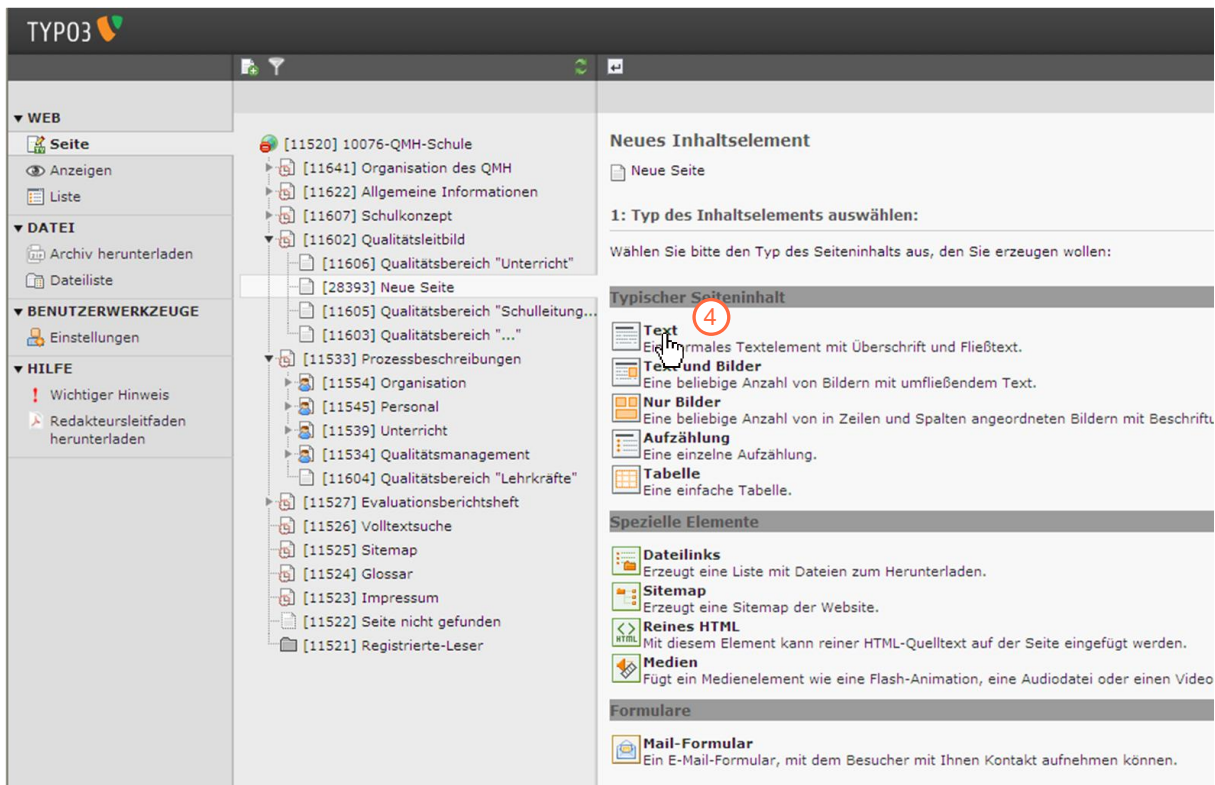 TYPO3
WEB
Seite
Anzeigen
Liste
DATEI
Archiv herunterladen
Dateiliste
BENUTZERWERKZEUGE
Einstellungen
HILFE
Wichtiger Hinweis
Redakteursleitfaden
herunterladen
[11520] 10076-QMH-Schule
[11641] Organisation des QMH
[11622] Allgemeine Informationen
[11607] Schulkonzept
[11602] Qualitätsleitbild
[11606] Qualitätsbereich "Unterricht"
[28393] Neue Seite
[11605] Qualitätsbereich "Schulleitung...
[11603] Qualitätsbereich "..."
[11533] Prozessbeschreibungen
[11554] Organisation
[11545] Personal
[11539] Unterricht
[11534] Qualitätsmanagement
[11604] Qualitätsbereich "Lehrkräfte"
[11527] Evaluationsberichtsheft
[11526] Volltextsuche
[11525] Sitemap
[11524] Glossar
[11523] Impressum
[11522] Seite nicht gefunden
[11521] Registrierte-Leser
Neues Inhaltselement
Neue Seite
1: Typ des Inhaltselements auswählen:
Wählen Sie bitte den Typ des Seiteninhalts aus, den Sie erzeugen wollen:
Typischer Seiteninhalt
4
Text
Ein normales Textelement mit Überschrift und Fließtext.
Text und Bilder
Eine beliebige Anzahl von Bildern mit umfließendem Text.
Nur Bilder
Eine beliebige Anzahl von in Zeilen und Spalten angeordneten Bildern mit Beschriftu
Aufzählung
Eine einzelne Aufzählung.
Tabelle
Eine einfache Tabelle.
Spezielle Elemente
Dateilinks
Erzeugt eine Liste mit Dateien zum Herunterladen.
Sitemap
Erzeugt eine Sitemap der Website.
HTML
Reines HTML
Mit diesem Element kann reiner HTML-Quelltext auf der Seite eingefügt werden.
Medien
Fügt ein Medienelement wie eine Flash-Animation, eine Audiodatei oder einen Video
Formulare
Mail-Formular
Ein E-Mail-Formular, mit dem Besucher mit Ihnen Kontakt aufnehmen können.